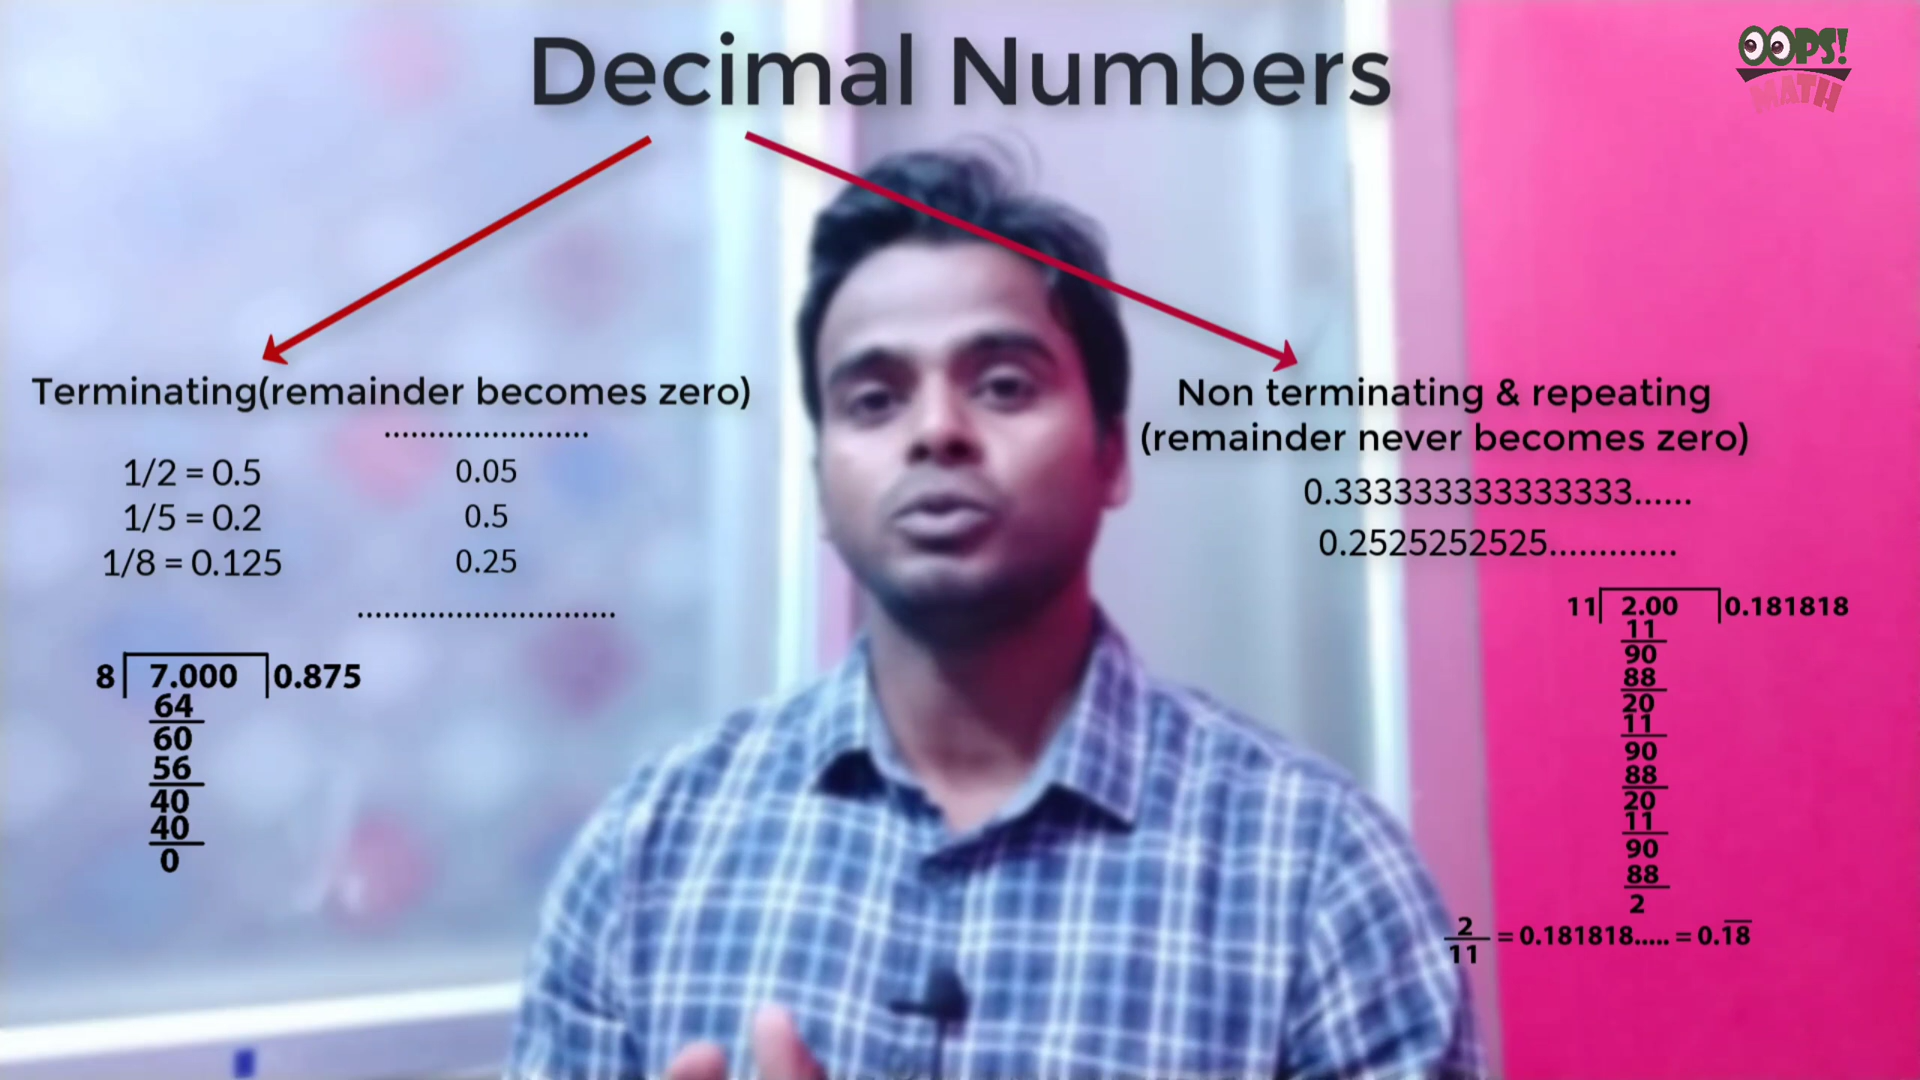 Decimal Numbers
OOPS!
MATH
Terminating(remainder becomes zero)
.......................
1/2 = 0.5
1/5 = 0.2
1/8 = 0.125
0.05
0.5
0.25
.............................
8 7.000 0.875
64
60
56
40
40
0
Non terminating & repeating
(remainder never becomes zero)
0.333333333333333......
0.2525252525.............
11 2.00 0.181818
11
90
88
20
11
90
88
20
11
90
88
2
2/11 = 0.181818..... = 0.1̅8̅